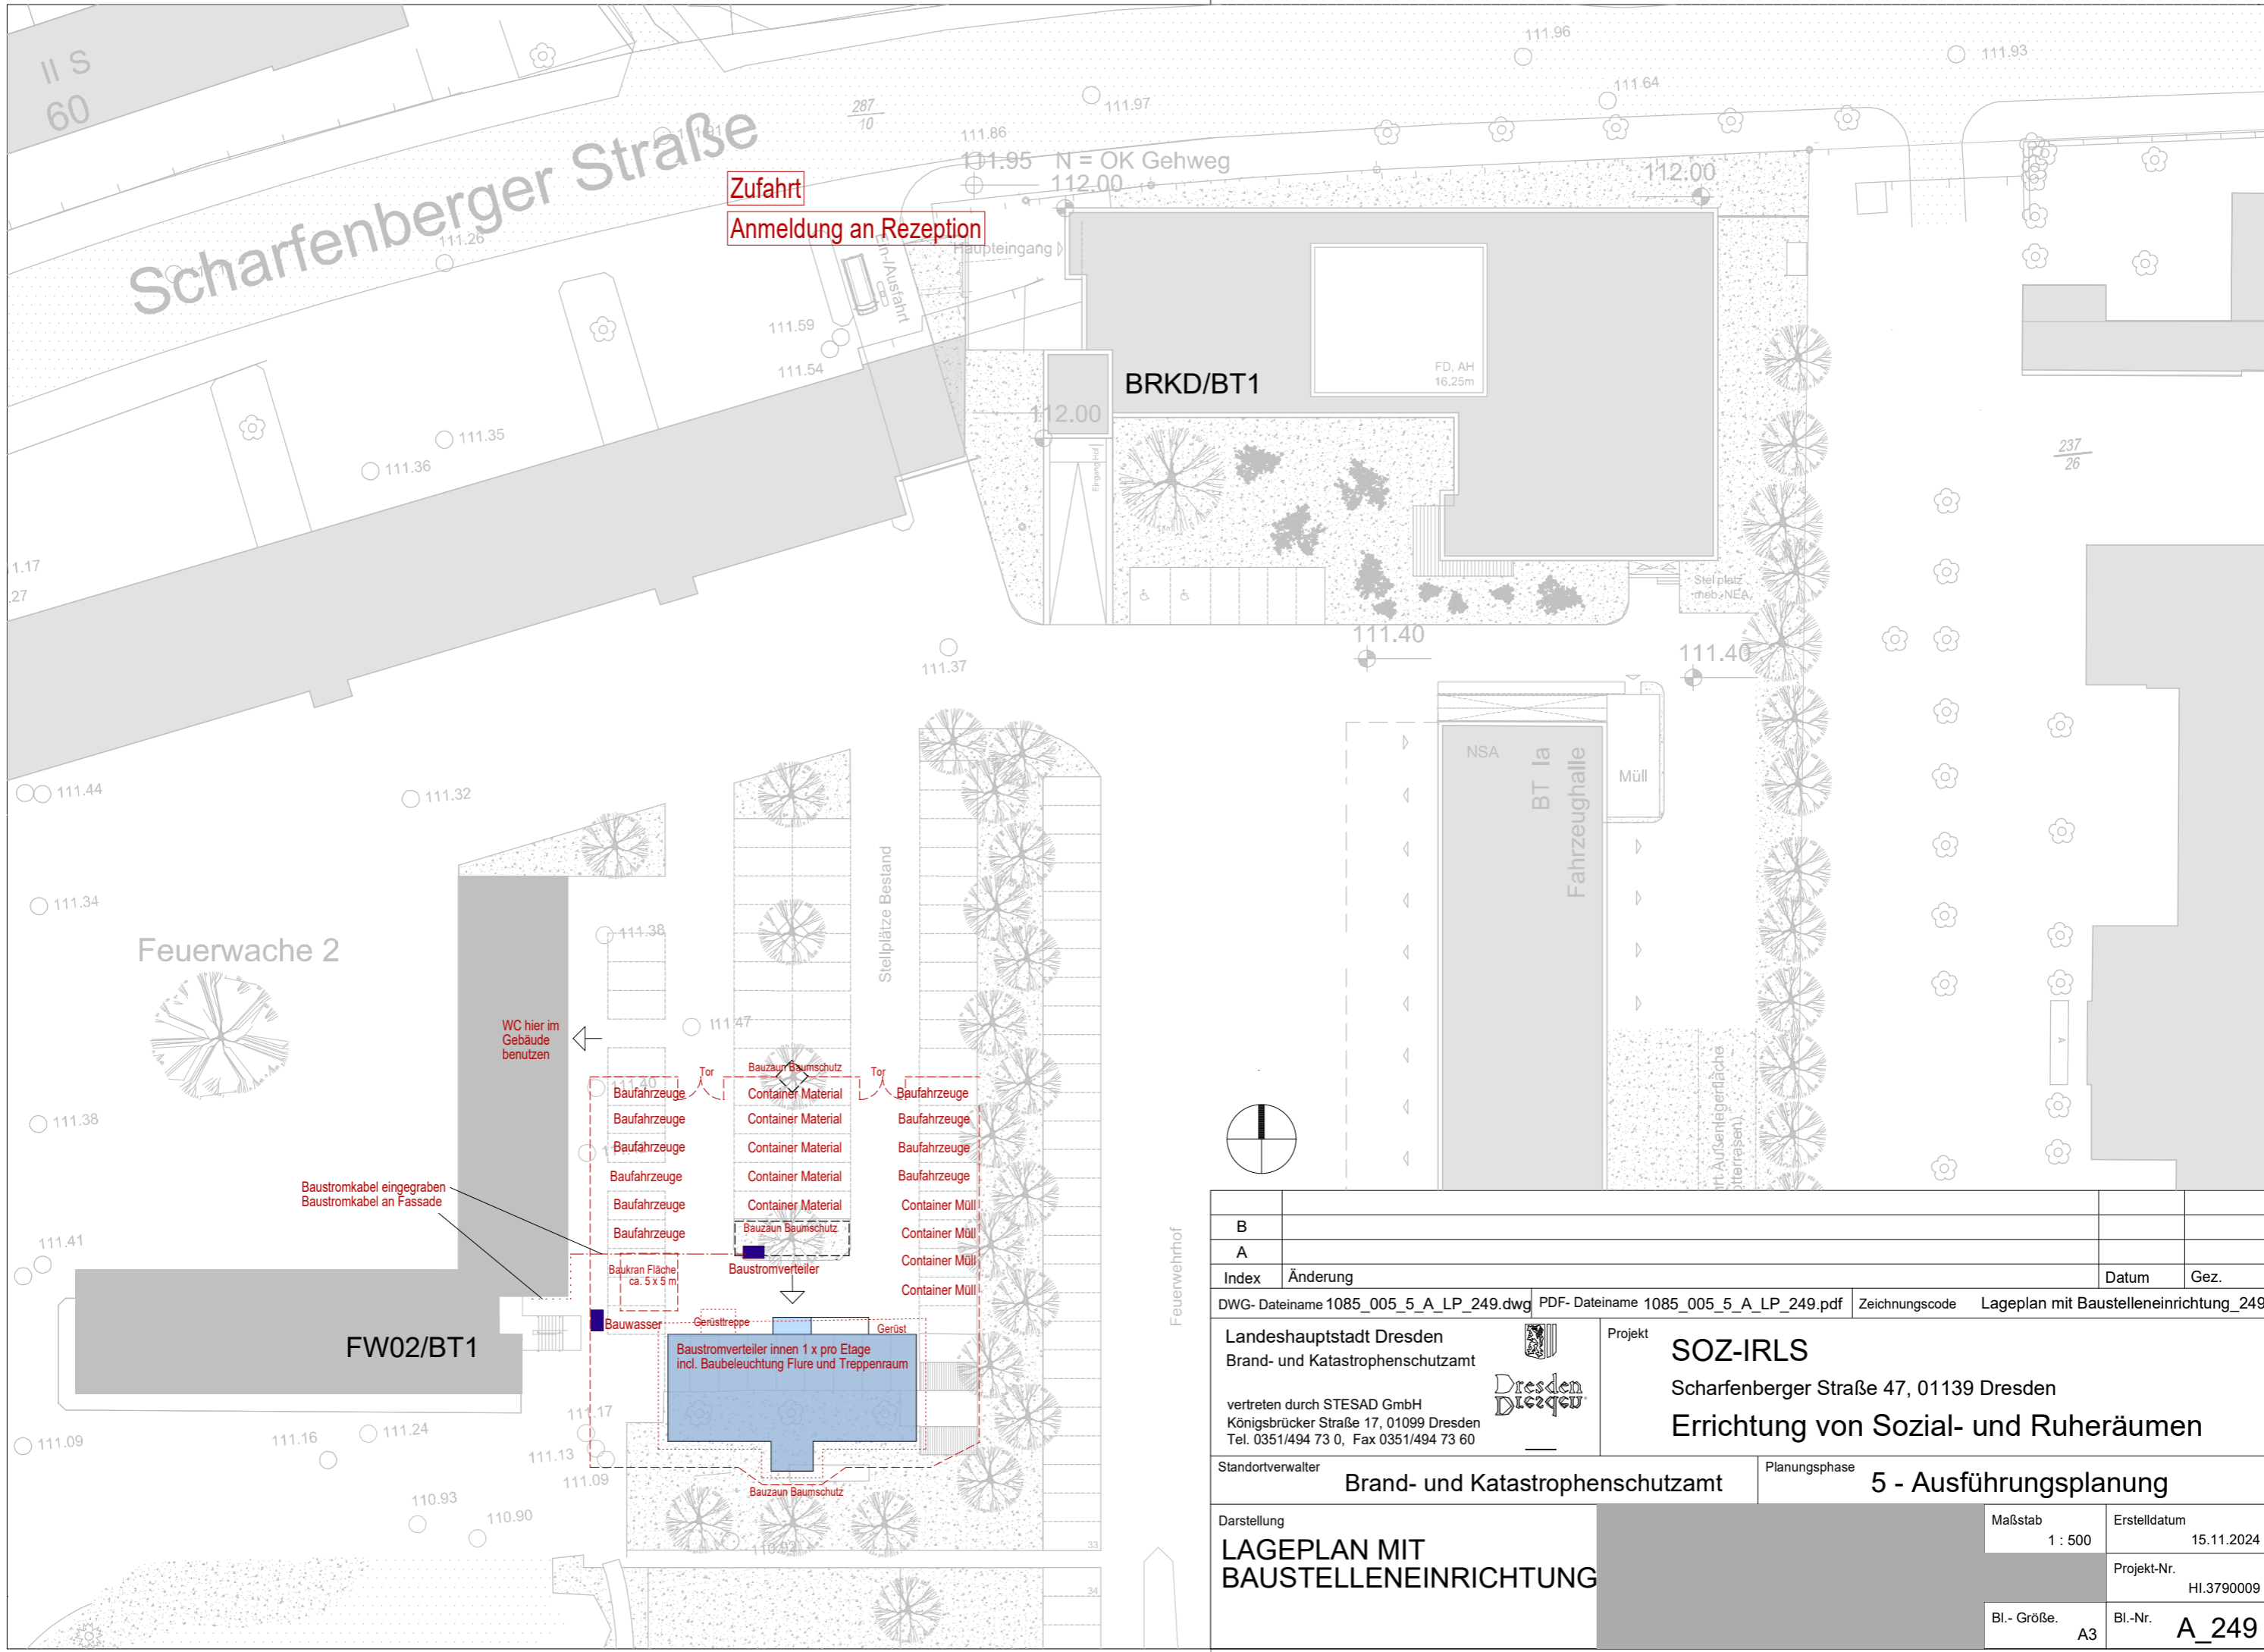 II S
60
Scharfenberger Straße
287
10
111.96
111.93
111.97
111 64
111.86
111.95 N = OK Gehweg
112.00
112.00
Zufahrt
Anmeldung an Rezeption
Haupteingang
Ein-/Ausfahrt
111.26
111.59
111.54
BRKD/BT1
FD, AH
16.25m
112.00
111.35
111.36
Eingang Hof
237
26
1.17
.27
Stellplatz
mob. NEA
111.40
111.40
111.37
NSA
BT Ia
Fahrzeughalle
Müll
111.44
111.32
111.34
111.38
Feuerwache 2
Stellplätze Bestand
WC hier im
Gebäude
benutzen
111.47
Tor
Bauzaun Baumschutz
Tor
111.40
Baufahrzeuge
Container Material
Baufahrzeuge
Baufahrzeuge
Container Material
Baufahrzeuge
111.38
Baufahrzeuge
Container Material
Baufahrzeuge
Baufahrzeuge
Container Material
Baufahrzeuge
Baustromkabel eingegraben
Baustromkabel an Fassade
Baufahrzeuge
Container Material
Container Müll
Baufahrzeuge
Bauzaun Baumschutz
Container Müll
111.41
Baukran Fläche
ca. 5 x 5 m
Baustromverteiler
Container Müll
Container Müll
Feuerwehrhof
Bauwasser
Gerüsttreppe
Gerüst
FW02/BT1
Baustromverteiler innen 1 x pro Etage
incl. Baubeleuchtung Flure und Treppenraum
111.09
111.16
111.24
111.17
111.13
111.09
Bauzaun Baumschutz
110.93
110.90
33
34
B
A
Index Änderung Datum Gez.
DWG- Dateiname 1085_005_5_A_LP_249.dwg PDF- Dateiname 1085_005_5_A_LP_249.pdf Zeichnungscode Lageplan mit Baustelleneinrichtung_249
Landeshauptstadt Dresden
Brand- und Katastrophenschutzamt
Dresden
Dresden
vertreten durch STESAD GmbH
Königsbrücker Straße 17, 01099 Dresden
Tel. 0351/494 73 0, Fax 0351/494 73 60
Projekt
SOZ-IRLS
Scharfenberger Straße 47, 01139 Dresden
Errichtung von Sozial- und Ruheräumen
Standortverwalter Brand- und Katastrophenschutzamt
Planungsphase 5 - Ausführungsplanung
Darstellung
LAGEPLAN MIT
BAUSTELLENEINRICHTUNG
Maßstab
1 : 500
Erstelldatum
15.11.2024
Projekt-Nr.
HI.3790009
Bl.- Größe.
A3
Bl.-Nr. A_249